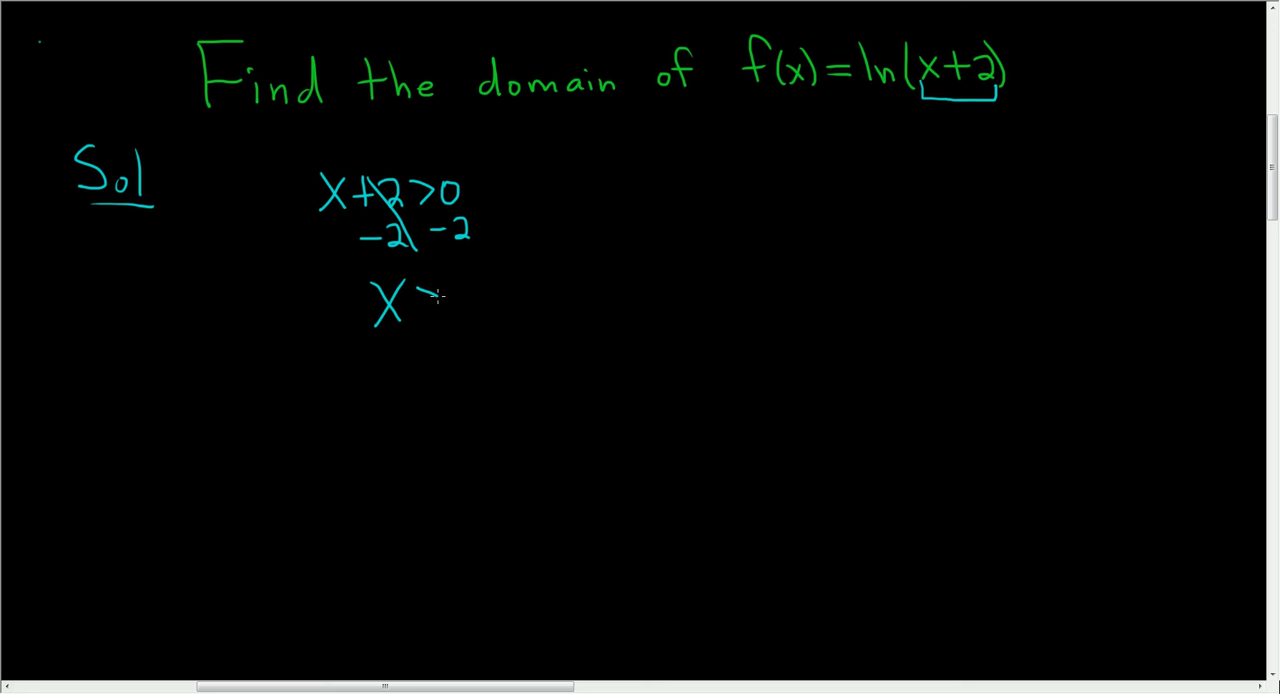 Find the domain of f(x)=ln(x+2)
Sol
x+2>0
-2 -2
x